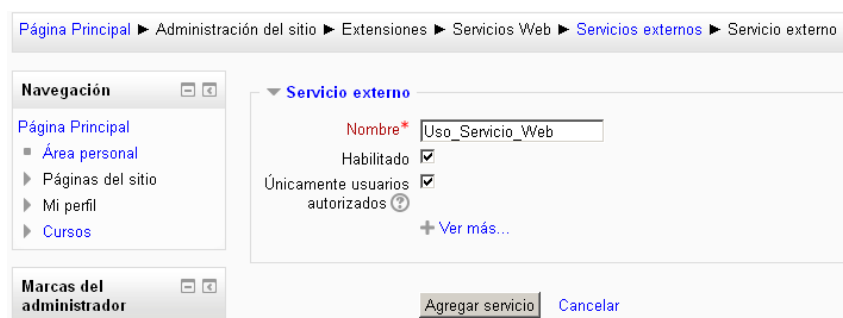 Página Principal ► Administración del sitio ► Extensiones ► Servicios Web ► Servicios externos ► Servicio externo
Navegación
Página Principal
Área personal
Páginas del sitio
Mi perfil
Cursos
Marcas del
administrador
Servicio externo
Nombre*
Uso_Servicio_Web
Habilitado
Únicamente usuarios
autorizados
Ver más...
Agregar servicio Cancelar